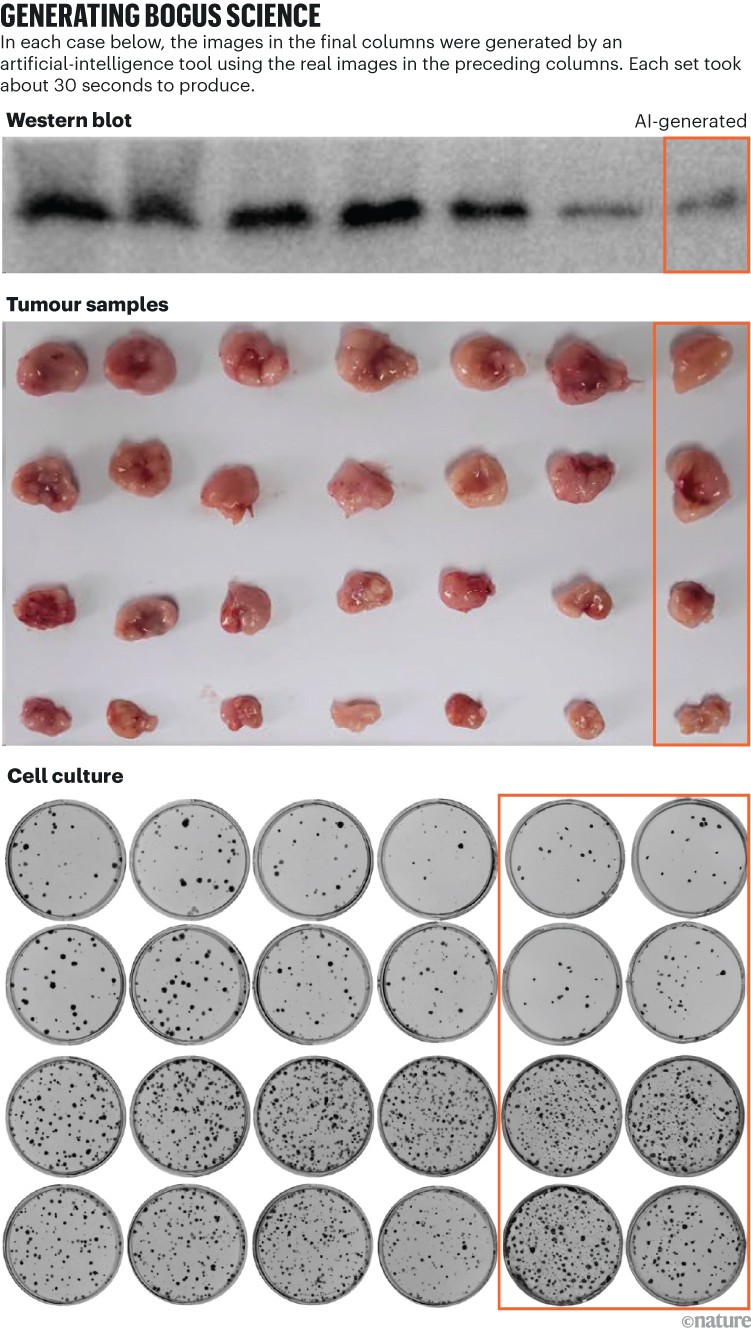 GENERATING BOGUS SCIENCE
In each case below, the images in the final columns were generated by an
artificial-intelligence tool using the real images in the preceding columns. Each set took
about 30 seconds to produce.
Western blot
AI-generated
Tumour samples
Cell culture
©nature